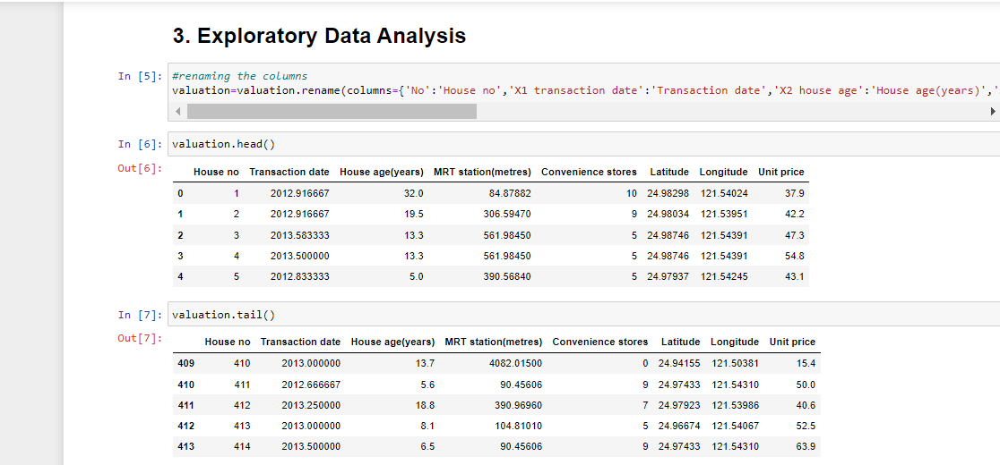 3. Exploratory Data Analysis
In [5]: #renaming the columns
valuation=valuation.rename(columns={'No':'House no','X1 transaction date':'Transaction date','X2 house age':'House age(years)','
In [6]: valuation.head()
Out[6]:
House no Transaction date House age(years) MRT station(metres) Convenience stores Latitude Longitude Unit price
0 1 2012.916667 32.0 84.87882 10 24.98298 121.54024 37.9
1 2 2012.916667 19.5 306.59470 9 24.98034 121.53951 42.2
2 3 2013.583333 13.3 561.98450 5 24.98746 121.54391 47.3
3 4 2013.500000 13.3 561.98450 5 24.98746 121.54391 54.8
4 5 2012.833333 5.0 390.56840 5 24.97937 121.54245 43.1
In [7]: valuation.tail()
Out[7]:
House no Transaction date House age(years) MRT station(metres) Convenience stores Latitude Longitude Unit price
409 410 2013.000000 13.7 4082.01500 0 24.94155 121.50381 15.4
410 411 2012.666667 5.6 90.45606 9 24.97433 121.54310 50.0
411 412 2013.250000 18.8 390.96960 7 24.97923 121.53986 40.6
412 413 2013.000000 8.1 104.81010 5 24.96674 121.54067 52.5
413 414 2013.500000 6.5 90.45606 9 24.97433 121.54310 63.9